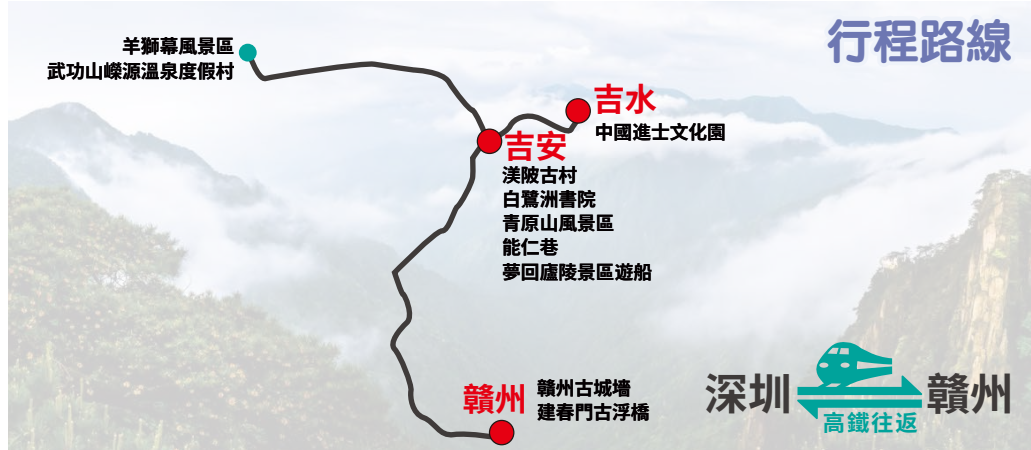 行程路線
羊獅幕風景區
武功山嶸源溫泉度假村
吉水
中國進士文化園
吉安
渼陂古村
白鷺洲書院
青原山風景區
能仁巷
夢回廬陵景區遊船
贛州
贛州古城墻
建春門古浮橋
深圳
贛州
高鐵往返